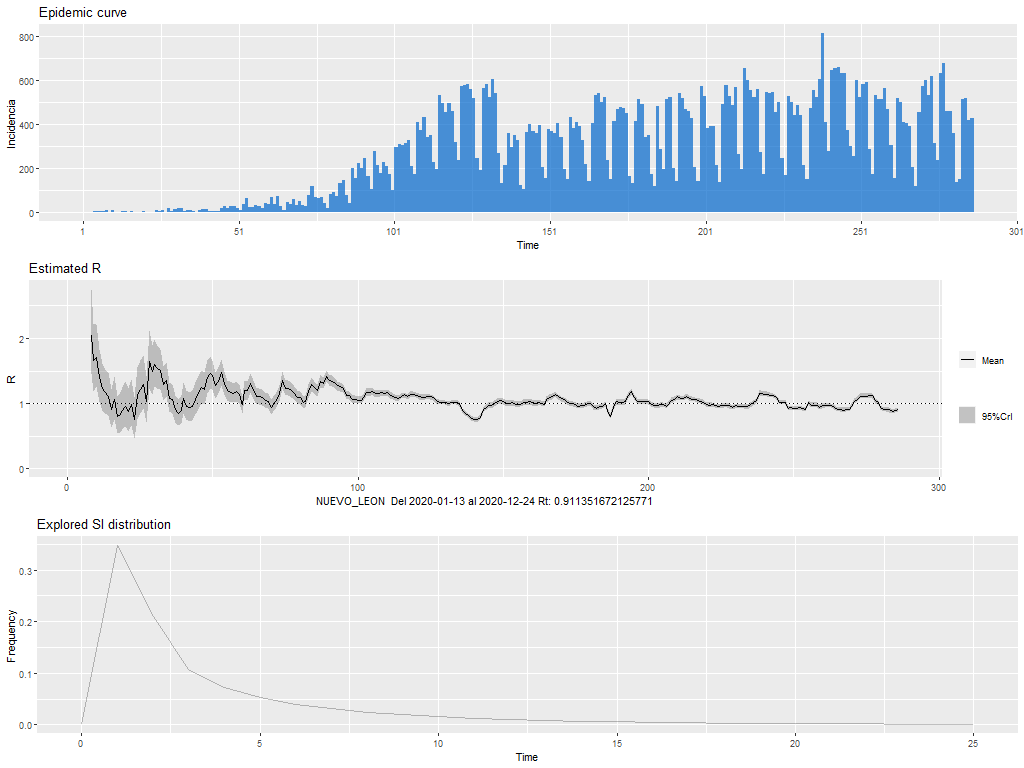 Epidemic curve
Incidencia
800
600
400
200
0
1 51 101 151 201 251 301
Time
Estimated R
R
2
1
0
0 100 200 300
NUEVO_LEON Del 2020-01-13 al 2020-12-24 Rt: 0.911351672125771
Mean
95%CrI
Explored SI distribution
Frequency
0.3
0.2
0.1
0.0
0 5 10 15 20 25
Time